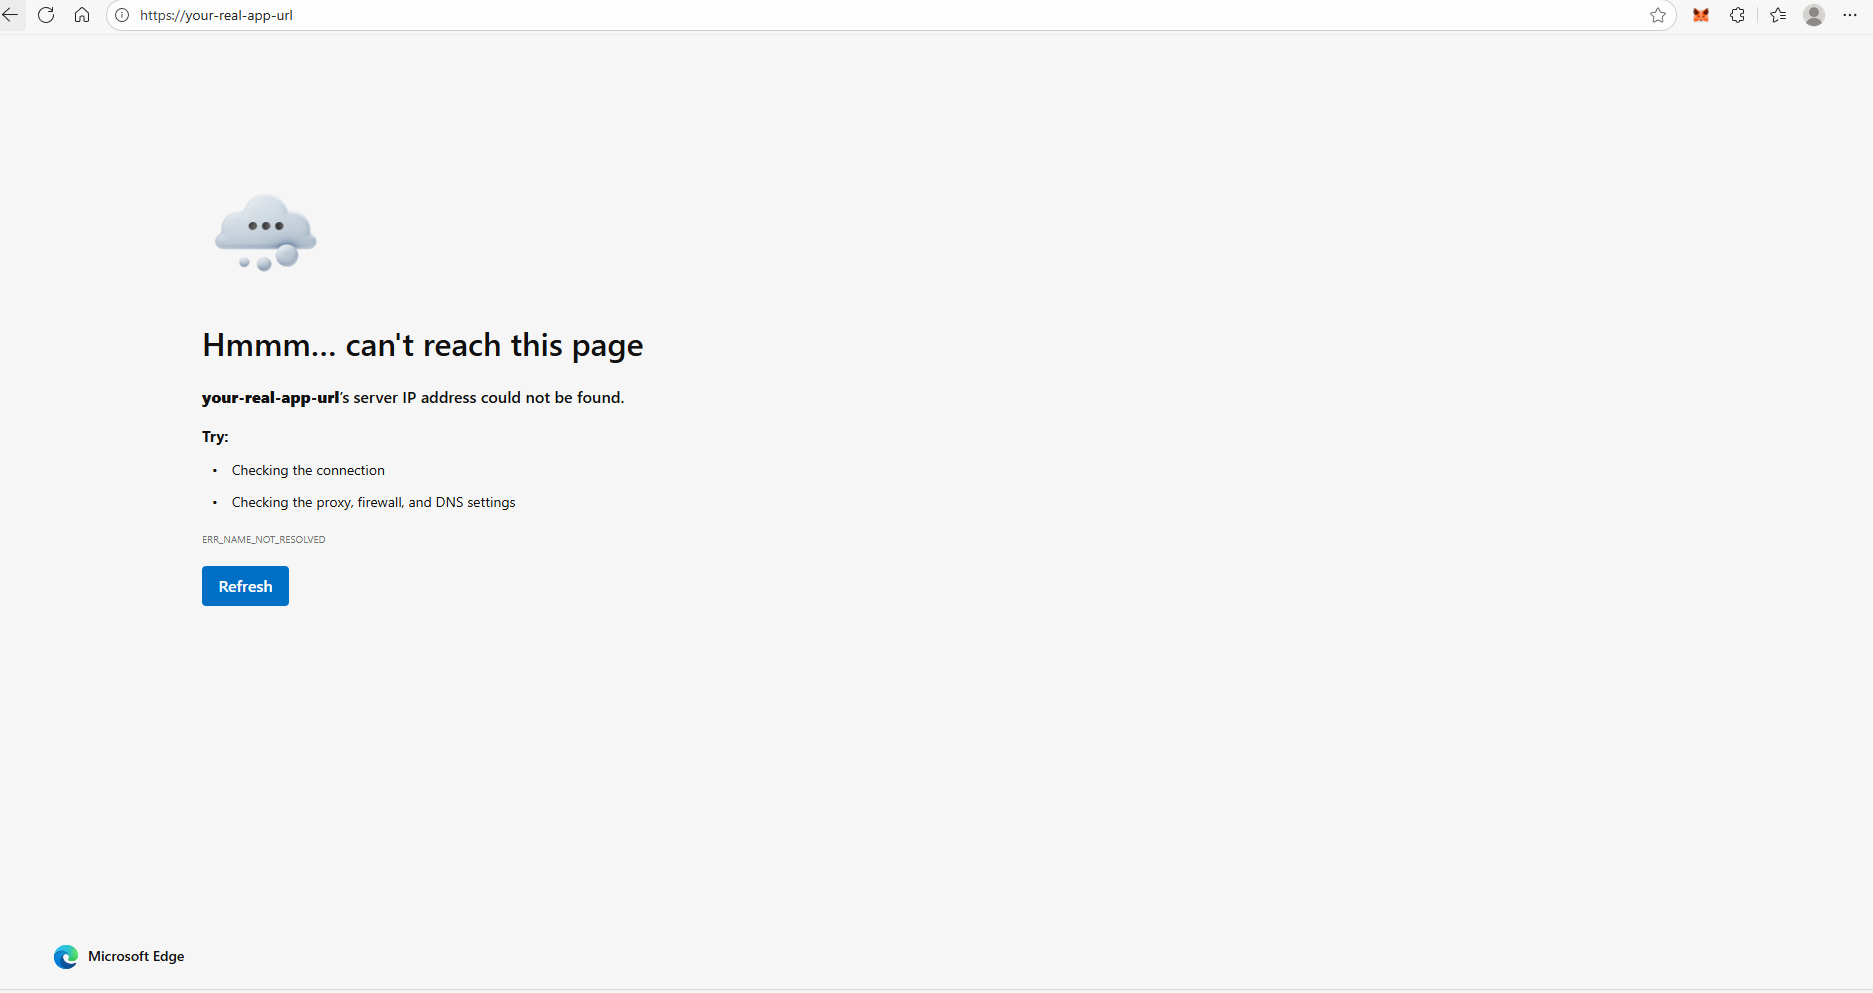 https://your-real-app-url
Hmmm... can't reach this page
your-real-app-url's server IP address could not be found.
Try:
• Checking the connection
• Checking the proxy, firewall, and DNS settings
ERR_NAME_NOT_RESOLVED
Refresh
Microsoft Edge